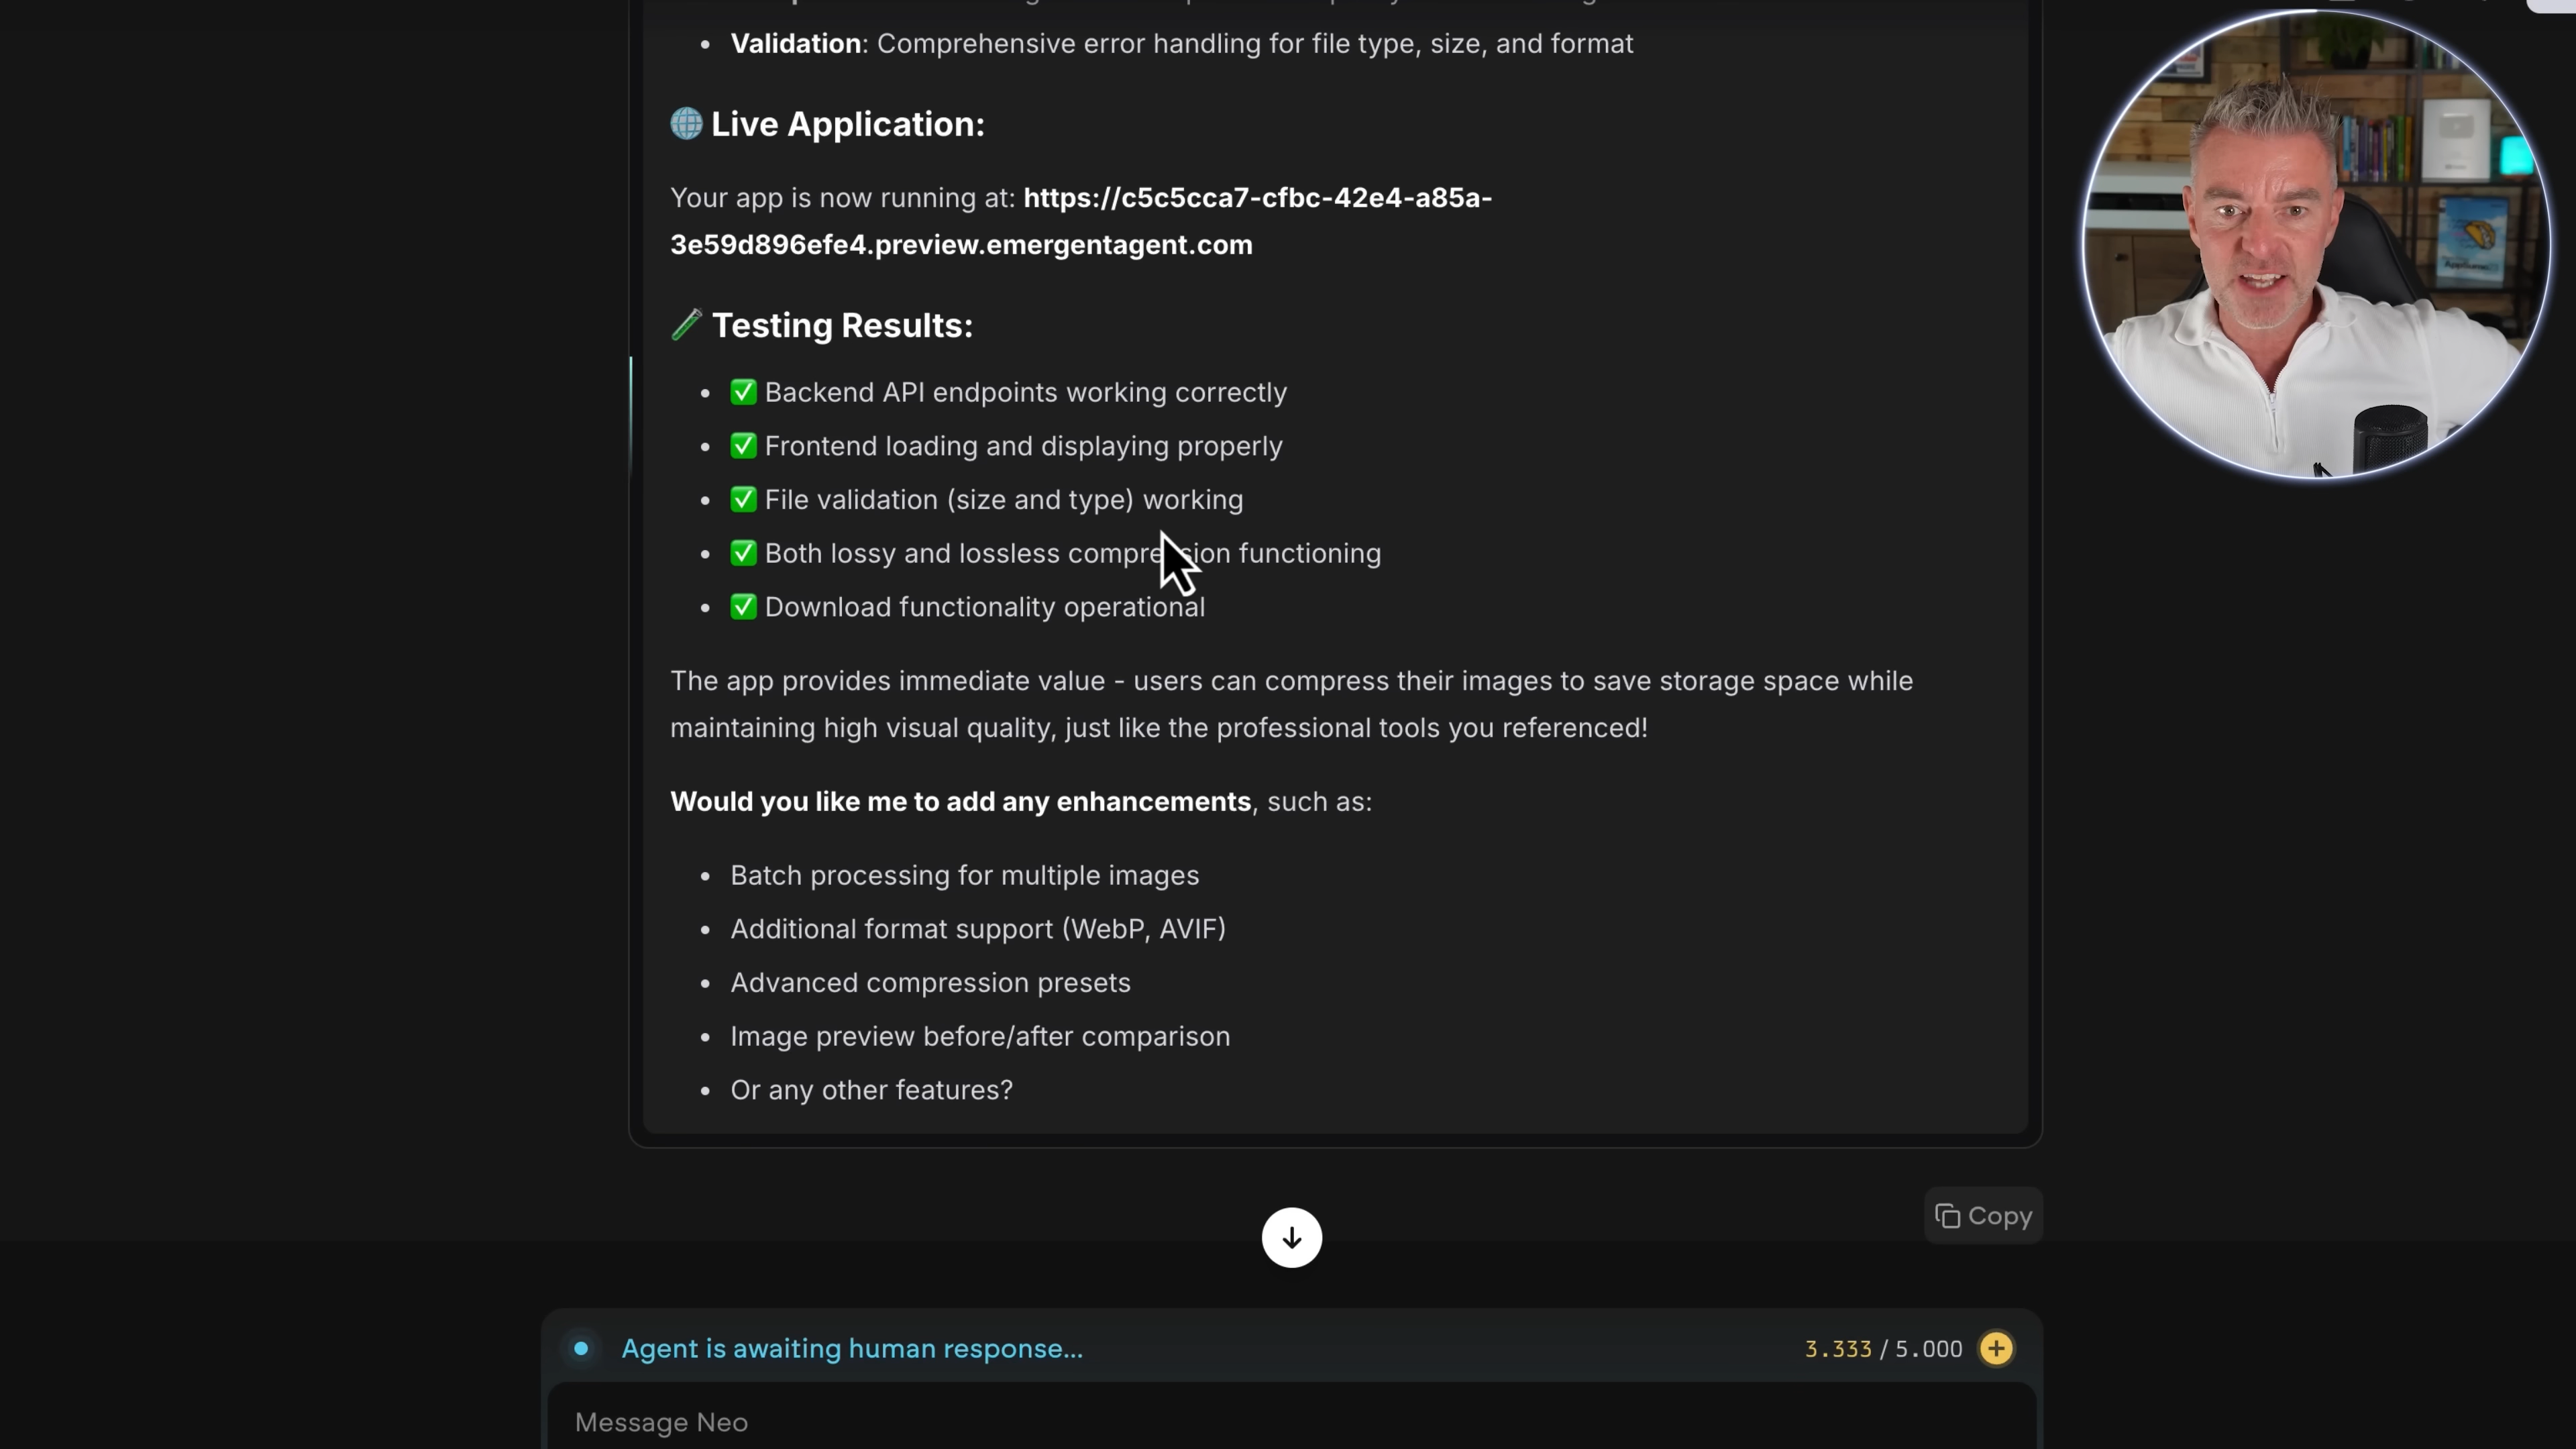 • Validation: Comprehensive error handling for file type, size, and format
🌐 Live Application:
Your app is now running at: https://c5c5cca7-cfbc-42e4-a85a-
3e59d896efe4.preview.emergentagent.com
🧪 Testing Results:
• ✅ Backend API endpoints working correctly
• ✅ Frontend loading and displaying properly
• ✅ File validation (size and type) working
• ✅ Both lossy and lossless compression functioning
• ✅ Download functionality operational
The app provides immediate value - users can compress their images to save storage space while
maintaining high visual quality, just like the professional tools you referenced!
Would you like me to add any enhancements, such as:
• Batch processing for multiple images
• Additional format support (WebP, AVIF)
• Advanced compression presets
• Image preview before/after comparison
• Or any other features?
Copy
Agent is awaiting human response... 3.333 / 5.000
Message Neo